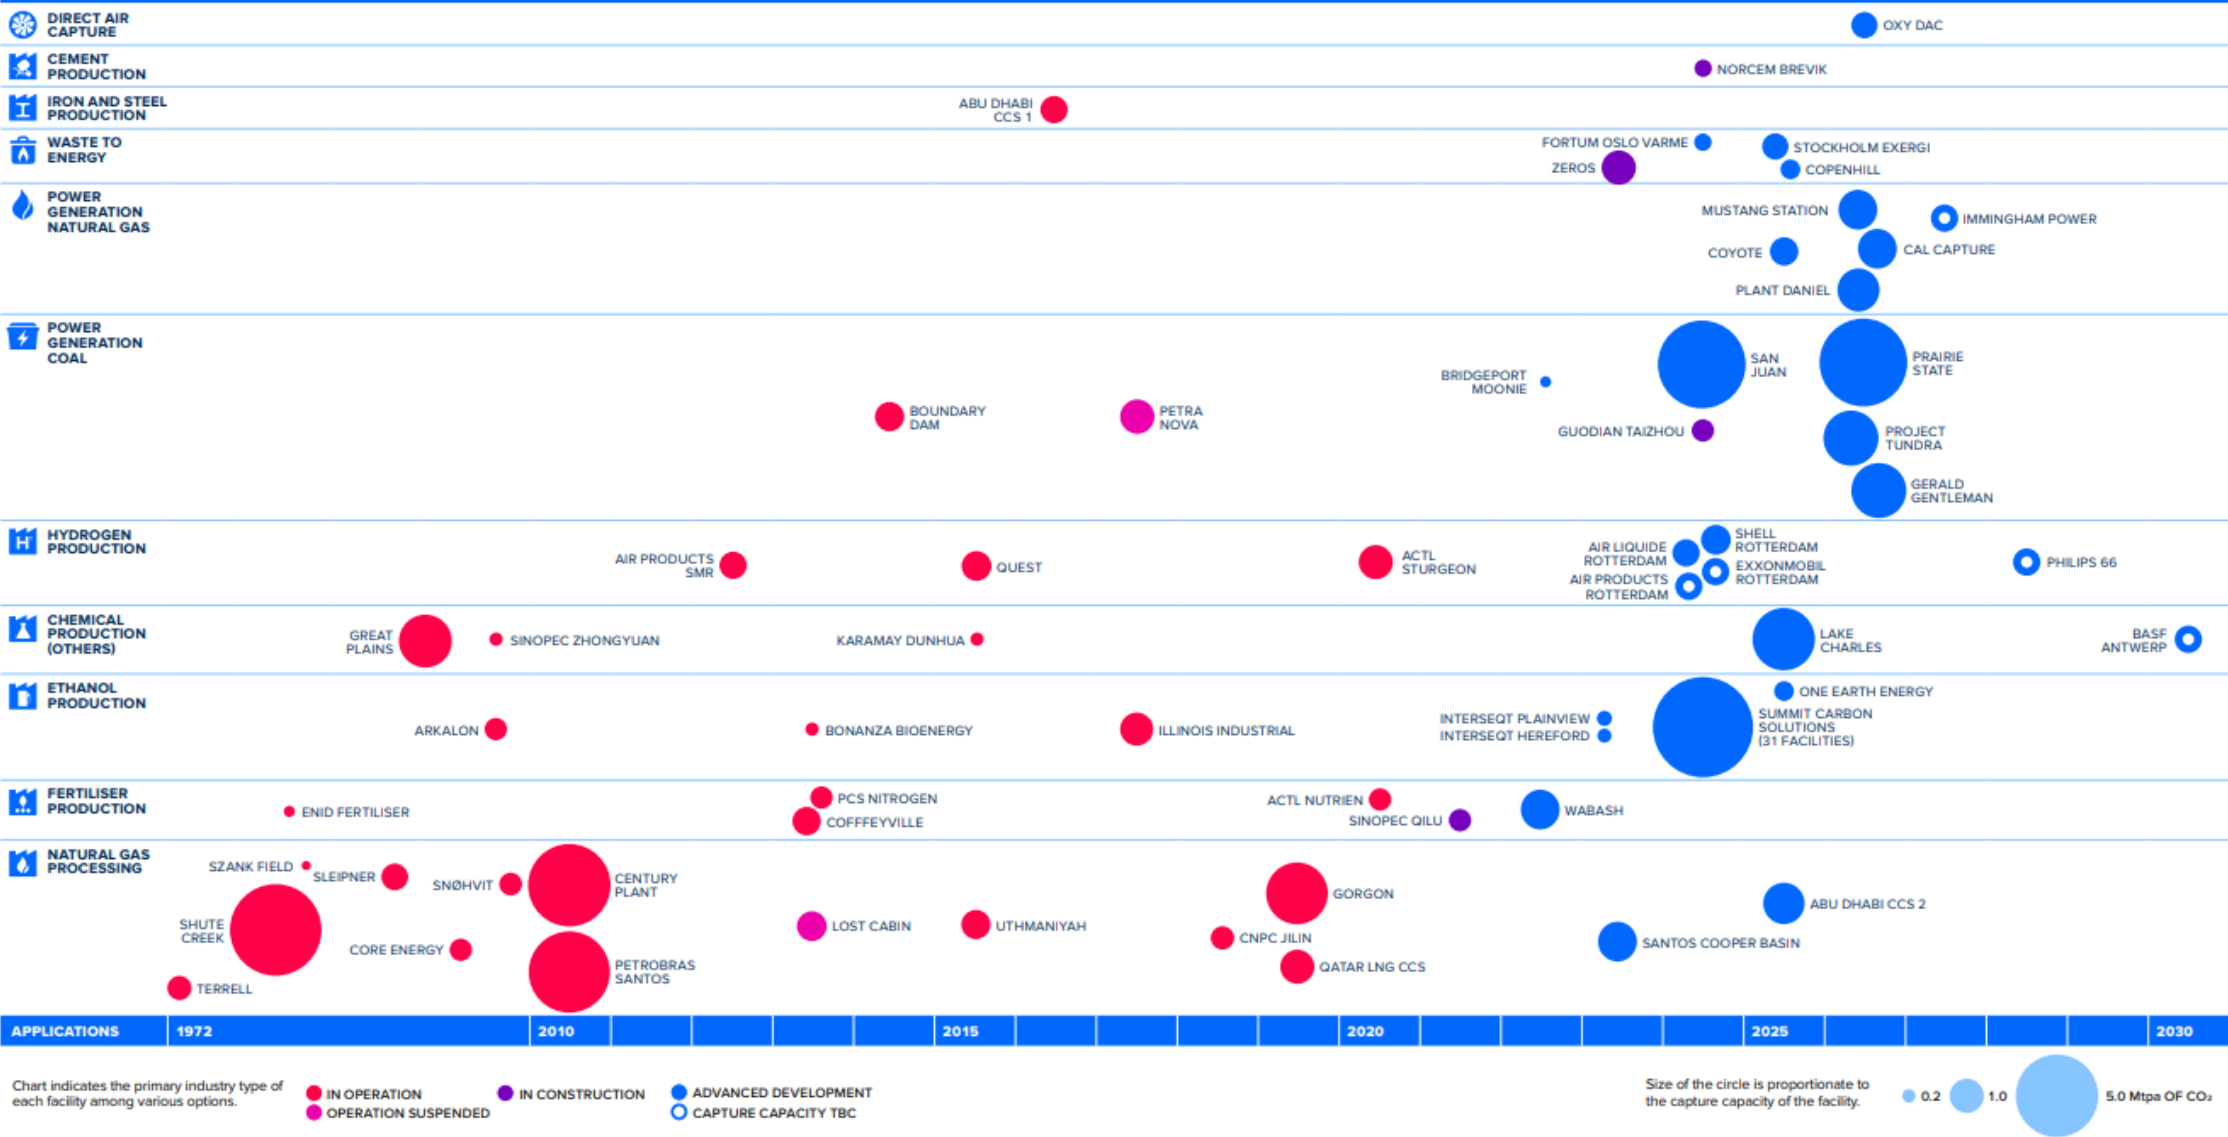 DIRECT AIR
CAPTURE
OXY DAC
CEMENT
PRODUCTION
NORCEM BREVIK
IRON AND STEEL
PRODUCTION
ABU DHABI
CCS 1
WASTE TO
ENERGY
FORTUM OSLO VARME
STOCKHOLM EXERGI
ZEROS
COPENHILL
POWER
GENERATION
NATURAL GAS
MUSTANG STATION
IMMINGHAM POWER
COYOTE
CAL CAPTURE
PLANT DANIEL
POWER
GENERATION
COAL
SAN
JUAN
PRAIRIE
STATE
BRIDGEPORT
MOONIE
BOUNDARY
DAM
PETRA
NOVA
GUODIAN TAIZHOU
PROJECT
TUNDRA
GERALD
GENTLEMAN
HYDROGEN
PRODUCTION
AIR PRODUCTS
SMR
QUEST
ACTL
STURGEON
AIR LIQUIDE
ROTTERDAM
SHELL
ROTTERDAM
AIR PRODUCTS
ROTTERDAM
EXXONMOBIL
ROTTERDAM
PHILIPS 66
CHEMICAL
PRODUCTION
(OTHERS)
GREAT
PLAINS
SINOPEC ZHONGYUAN
KARAMAY DUNHUA
LAKE
CHARLES
BASF
ANTWERP
ETHANOL
PRODUCTION
ARKALON
BONANZA BIOENERGY
ILLINOIS INDUSTRIAL
INTERSEQT PLAINVIEW
INTERSEQT HEREFORD
ONE EARTH ENERGY
SUMMIT CARBON
SOLUTIONS
(31 FACILITIES)
FERTILISER
PRODUCTION
ENID FERTILISER
PCS NITROGEN
COFFFEYVILLE
ACTL NUTRIEN
SINOPEC QILU
WABASH
NATURAL GAS
PROCESSING
SZANK FIELD
SLEIPNER
SNØHVIT
CENTURY
PLANT
SHUTE
CREEK
CORE ENERGY
TERRELL
PETROBRAS
SANTOS
LOST CABIN
UTHMANIYAH
GORGON
CNPC JILIN
QATAR LNG CCS
ABU DHABI CCS 2
SANTOS COOPER BASIN
APPLICATIONS 1972 2010 2015 2020 2025 2030
Chart indicates the primary industry type of
each facility among various options.
IN OPERATION
OPERATION SUSPENDED
IN CONSTRUCTION
ADVANCED DEVELOPMENT
CAPTURE CAPACITY TBC
Size of the circle is proportionate to
the capture capacity of the facility.
0.2 1.0 5.0 Mtpa OF CO₂
H